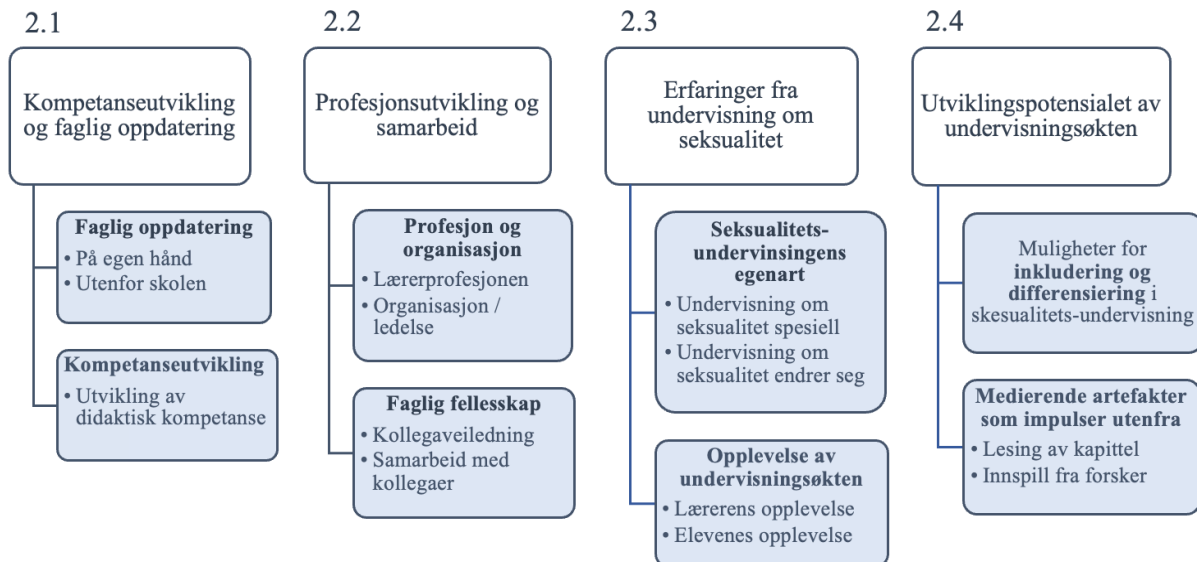 2.1
Kompetanseutvikling
og faglig oppdatering
Faglig oppdatering
• På egen hånd
• Utenfor skolen
Kompetanseutvikling
• Utvikling av
didaktisk kompetanse
2.2
Profesjonsutvikling og
samarbeid
Profesjon og
organisasjon
• Lærerprofesjonen
• Organisasjon /
ledelse
Faglig fellesskap
• Kollegaveiledning
• Samarbeid med
kollegaer
2.3
Erfaringer fra
undervisning om
seksualitet
Seksualitets-
undervinsingens
egenart
• Undervisning om
seksualitet spesiell
• Undervisning om
seksualitet endrer seg
Opplevelse av
undervisningsøkten
• Lærerens opplevelse
• Elevenes opplevelse
2.4
Utviklingspotensialet av
undervisningsøkten
Muligheter for
inkludering og
differensiering i
skesualitets-undervisning
Medierende artefakter
som impulser utenfra
• Lesing av kapittel
• Innspill fra forsker